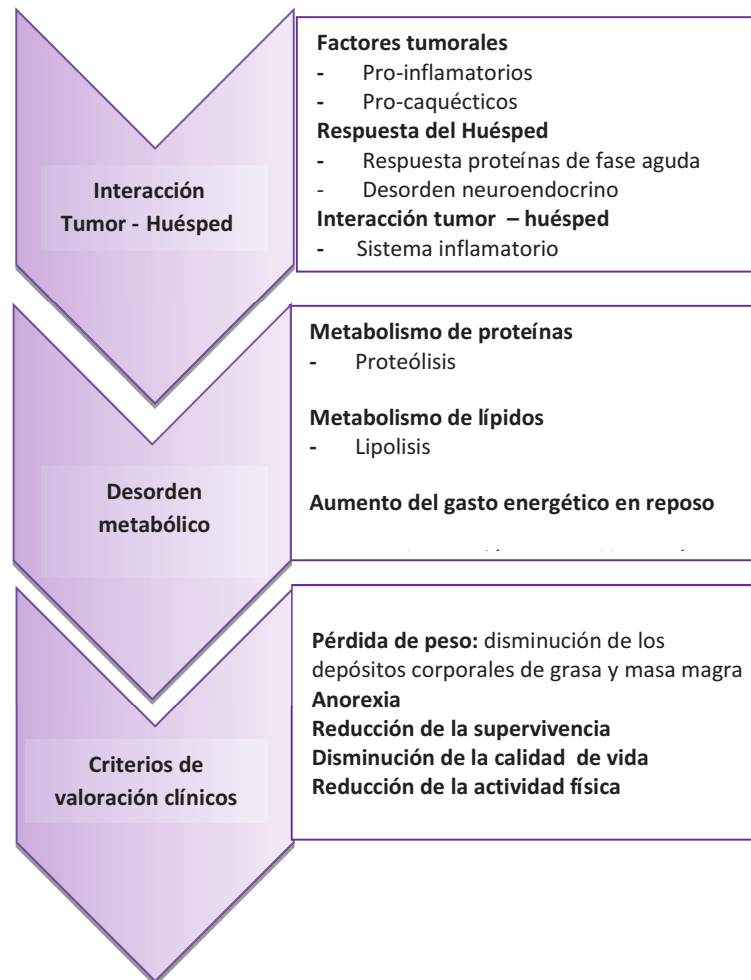 Factores tumorales
- Pro-inflamatorios
- Pro-caquécticos
Respuesta del Huésped
- Respuesta proteínas de fase aguda
- Desorden neuroendocrino
Interacción tumor – huésped
- Sistema inflamatorio
Interacción
Tumor - Huésped
Metabolismo de proteínas
- Proteólisis
Metabolismo de lípidos
- Lipolisis
Aumento del gasto energético en reposo
Desorden
metabólico
Pérdida de peso: disminución de los
depósitos corporales de grasa y masa magra
Anorexia
Reducción de la supervivencia
Disminución de la calidad de vida
Reducción de la actividad física
Criterios de
valoración clínicos